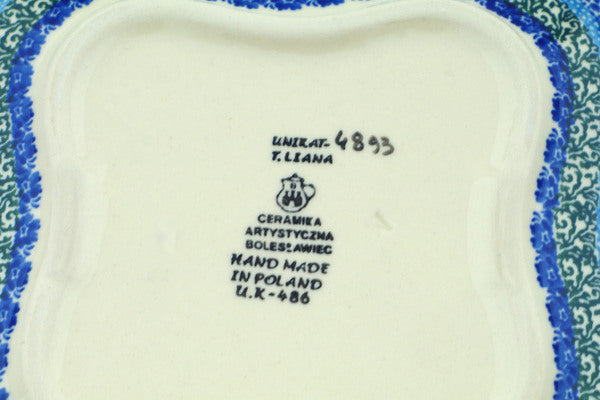 UNIKAT-4893
T. LIANA
CERAMIKA
ARTYSTYCZNA
BOLESŁAWIEC
HAND MADE
IN POLAND
U.K-486